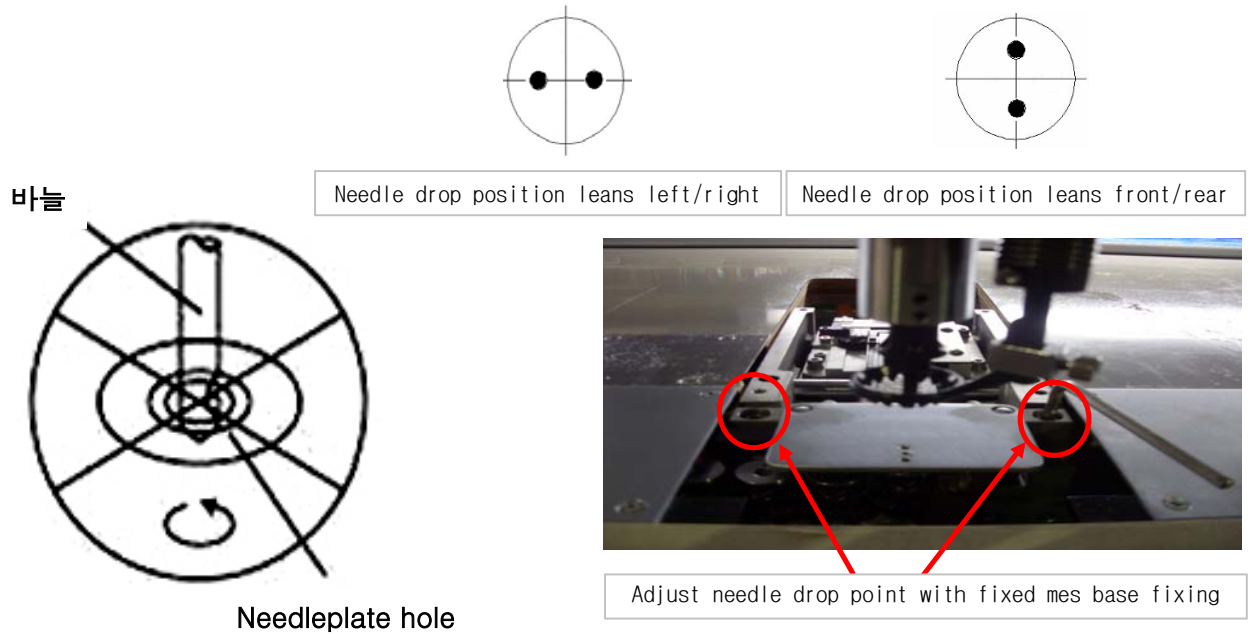 Needle drop position leans left/right
Needle drop position leans front/rear
바늘
Needleplate hole
Adjust needle drop point with fixed mes base fixing